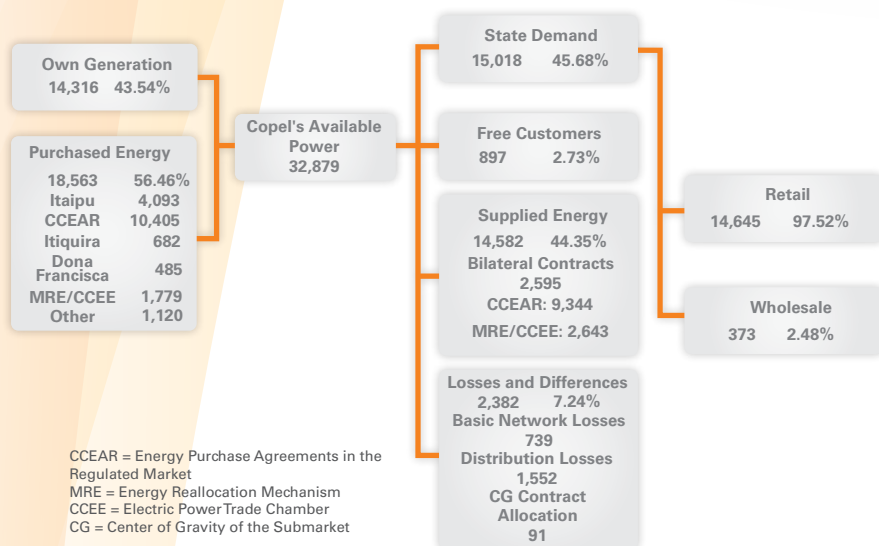 Own Generation
14,316 43.54%
Purchased Energy
18,563 56.46%
Itaipu 4,093
CCEAR 10,405
Itiquira 682
Dona
Francisca 485
MRE/CCEE 1,779
Other 1,120
Copel's Available
Power
32,879
State Demand
15,018 45.68%
Free Customers
897 2.73%
Supplied Energy
14,582 44.35%
Bilateral Contracts
2,595
CCEAR: 9,344
MRE/CCEE: 2,643
Losses and Differences
2,382 7.24%
Basic Network Losses
739
Distribution Losses
1,552
CG Contract
Allocation
91
Retail
14,645 97.52%
Wholesale
373 2.48%
CCEAR = Energy Purchase Agreements in the
Regulated Market
MRE = Energy Reallocation Mechanism
CCEE = Electric Power Trade Chamber
CG = Center of Gravity of the Submarket